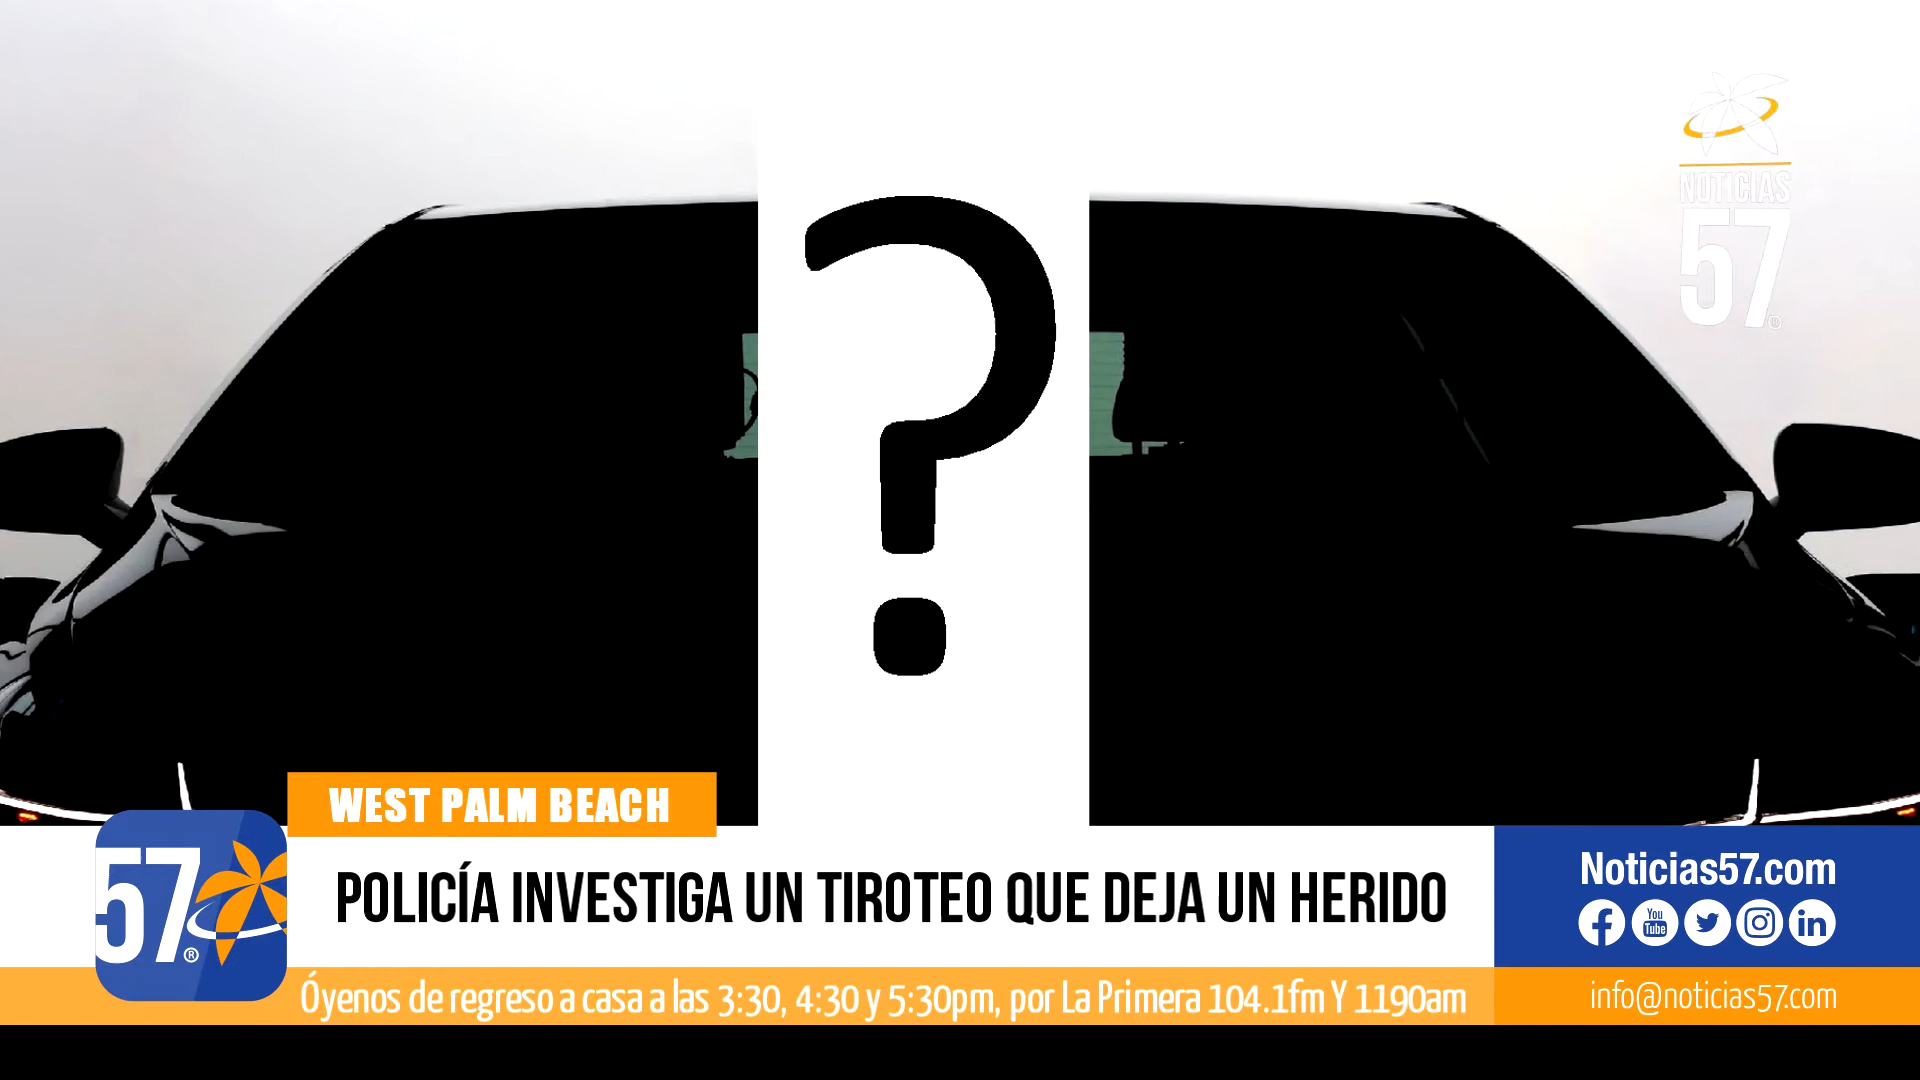 ?
NOTICIAS
57
WEST PALM BEACH
57®
POLICÍA INVESTIGA UN TIROTEO QUE DEJA UN HERIDO
Noticias57.com
You
Tube
Óyenos de regreso a casa a las 3:30, 4:30 y 5:30pm, por La Primera 104.1fm Y 1190am
info@noticias57.com